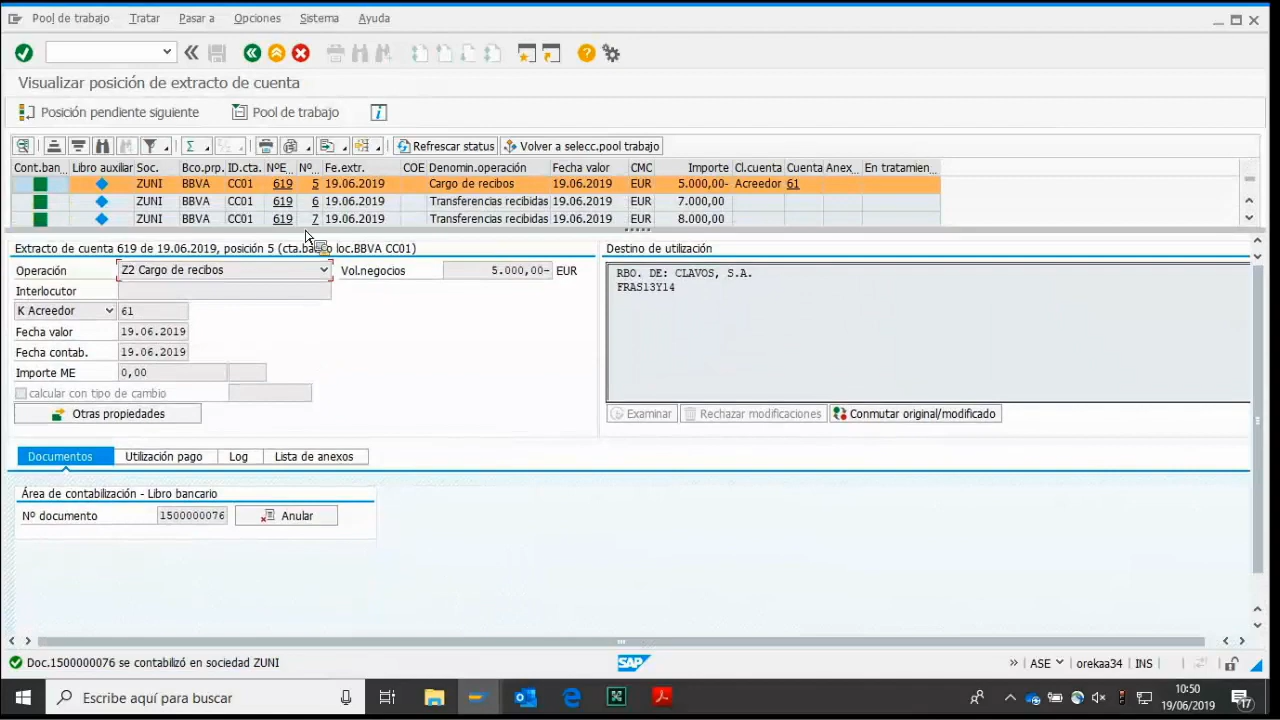 Pool de trabajo Tratar Pasar a Opciones Sistema Ayuda
Visualizar posición de extracto de cuenta
Posición pendiente siguiente Pool de trabajo
Refrescar status Volver a selecc.pool trabajo
Cont.ban... Libro auxiliar Soc. Bco.prp. ID.cta. NºE... Nº... Fe.extr. COE Denomin.operación Fecha valor CMC Importe Cl.cuenta Cuenta Anex... En tratamien...
ZUNI BBVA CC01 619 5 19.06.2019 Cargo de recibos 19.06.2019 EUR 5.000,00- Acreedor 61
ZUNI BBVA CC01 619 6 19.06.2019 Transferencias recibidas 19.06.2019 EUR 7.000,00
ZUNI BBVA CC01 619 7 19.06.2019 Transferencias recibidas 19.06.2019 EUR 8.000,00
Extracto de cuenta 619 de 19.06.2019, posición 5 (cta.banco loc.BBVA CC01) Destino de utilización
Operación Z2 Cargo de recibos Vol.negocios 5.000,00- EUR RBO. DE: CLAVOS, S.A.
Interlocutor FRAS13Y14
K Acreedor 61
Fecha valor 19.06.2019
Fecha contab. 19.06.2019
Importe ME 0,00
calcular con tipo de cambio
Otras propiedades Examinar Rechazar modificaciones Conmutar original/modificado
Documentos Utilización pago Log Lista de anexos
Área de contabilización - Libro bancario
Nº documento 1500000076 Anular
Doc.1500000076 se contabilizó en sociedad ZUNI SAP » ASE orekaa34 INS
Escribe aquí para buscar 10:50
19/06/2019 17